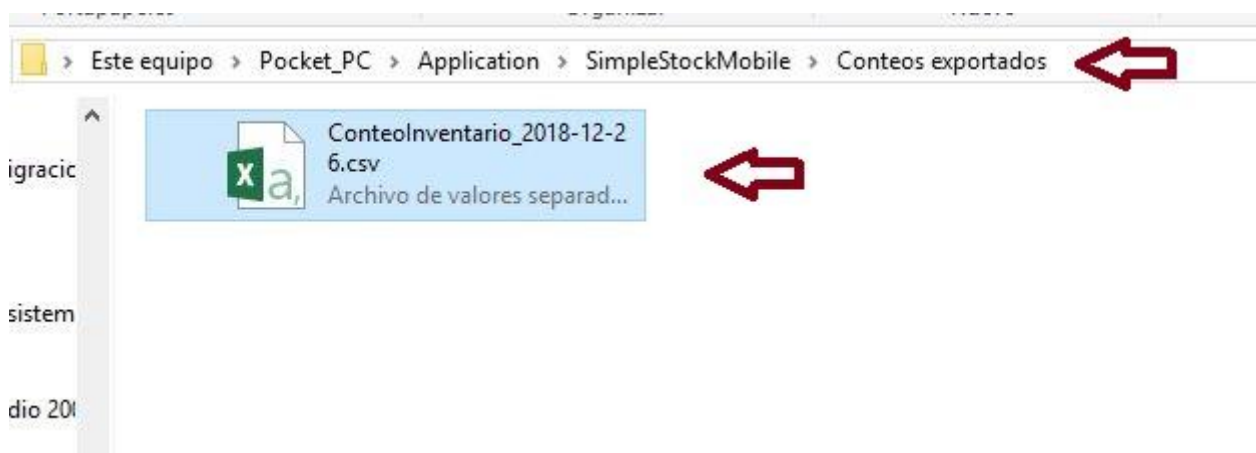 Este equipo > Pocket_PC > Application > SimpleStockMobile > Conteos exportados
ConteoInventario_2018-12-2
6.csv
Archivo de valores separad...
igracic
sistem
dio 200